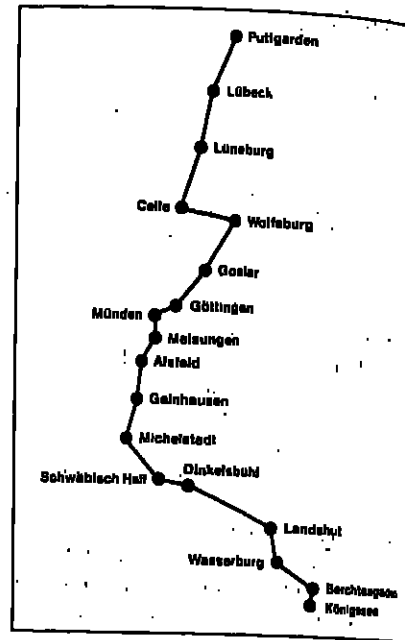 Puttgarden
Lübeck
Lüneburg
Celle
Wolfsburg
Goslar
Göttingen
Münden
Melsungen
Alsfeld
Gelnhausen
Michelstadt
Schwäbisch Hall
Dinkelsbühl
Landshut
Wasserburg
Berchtesgaden
Königssee